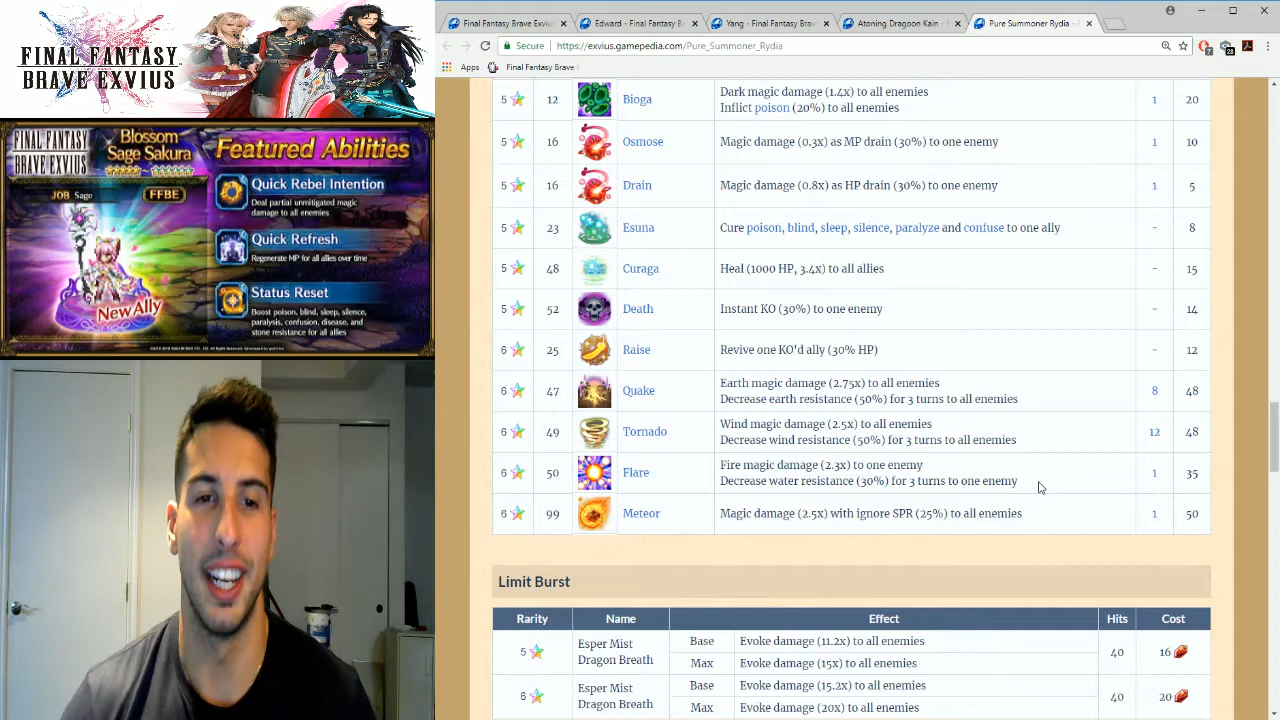 FINAL FANTASY
BRAVE EXVIUS
FINAL FANTASY
BRAVE EXVIUS
Blossom
Sage Sakura
JOB Sage
FFBE
New Ally
Featured Abilities
Quick Rebel Intention
Deal partial unmitigated magic
damage to all enemies
Quick Refresh
Regenerate MP for all allies over time
Status Reset
Boost poison, blind, sleep, silence,
paralysis, confusion, disease, and
stone resistance for all allies
Final Fantasy Brave Exvius
Edward - Final Fantasy B
Yang - Final Fantasy Brav
Atoning Dragoon Kain - F
Pure Summoner Rydia -
Secure | https://exvius.gamepedia.com/Pure_Summoner_Rydia
Apps Final Fantasy Brave
5 12 Bioga Dark magic damage (1.4x) to all enemies 1 20
Inflict poison (20%) to all enemies
5 16 Osmose Magic damage (0.5x) as MP drain (30%) to one enemy 1 10
5 Drain Magic damage (0.8x) as HP drain (30%) to one enemy 1 5
5 23 Esuna Cure poison, blind, sleep, silence, paralyze and confuse to one ally - 8
5 48 Curaga Heal (1000 HP, 3.4x) to all allies - 15
5 52 Death Instant KO (30%) to one enemy - 14
6 23 Raise Revive one KO'd ally (30% HP) - 12
6 47 Quake Earth magic damage (2.75x) to all enemies 8 48
Decrease earth resistance (50%) for 3 turns to all enemies
6 49 Tornado Wind magic damage (2.5x) to all enemies 12 48
Decrease wind resistance (50%) for 3 turns to all enemies
6 50 Flare Fire magic damage (2.3x) to one enemy 1 35
Decrease water resistance (30%) for 3 turns to one enemy
6 99 Meteor Magic damage (2.5x) with ignore SPR (25%) to all enemies 1 50
Limit Burst
Rarity Name Effect Hits Cost
5 Esper Mist Dragon Breath Base Evoke damage (11.2x) to all enemies 40 16
Max Evoke damage (15x) to all enemies
6 Esper Mist Dragon Breath Base Evoke damage (15.2x) to all enemies 40 20
Max Evoke damage (20x) to all enemies